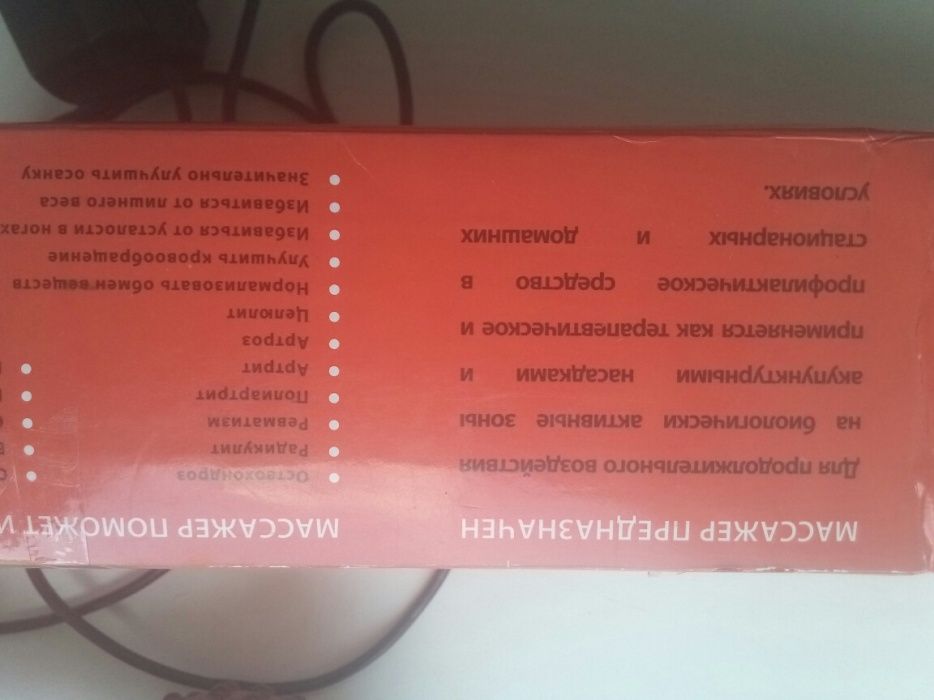 МАССАЖЕР ПРЕДНАЗНАЧЕН
Для продолжительного воздействия
на биологически активные зоны
акупунктурными насадками и
применяется как терапевтическое и
профилактическое средство в
стационарных и домашних
условиях.
МАССАЖЕР ПОМОЖЕТ И
Остеохондроз
Радикулит
Ревматизм
Полиартрит
Артрит
Артроз
Целлюлит
Нормализовать обмен веществ
Улучшить кровообращение
Избавиться от усталости в ногах
Избавиться от лишнего веса
Значительно улучшить осанку